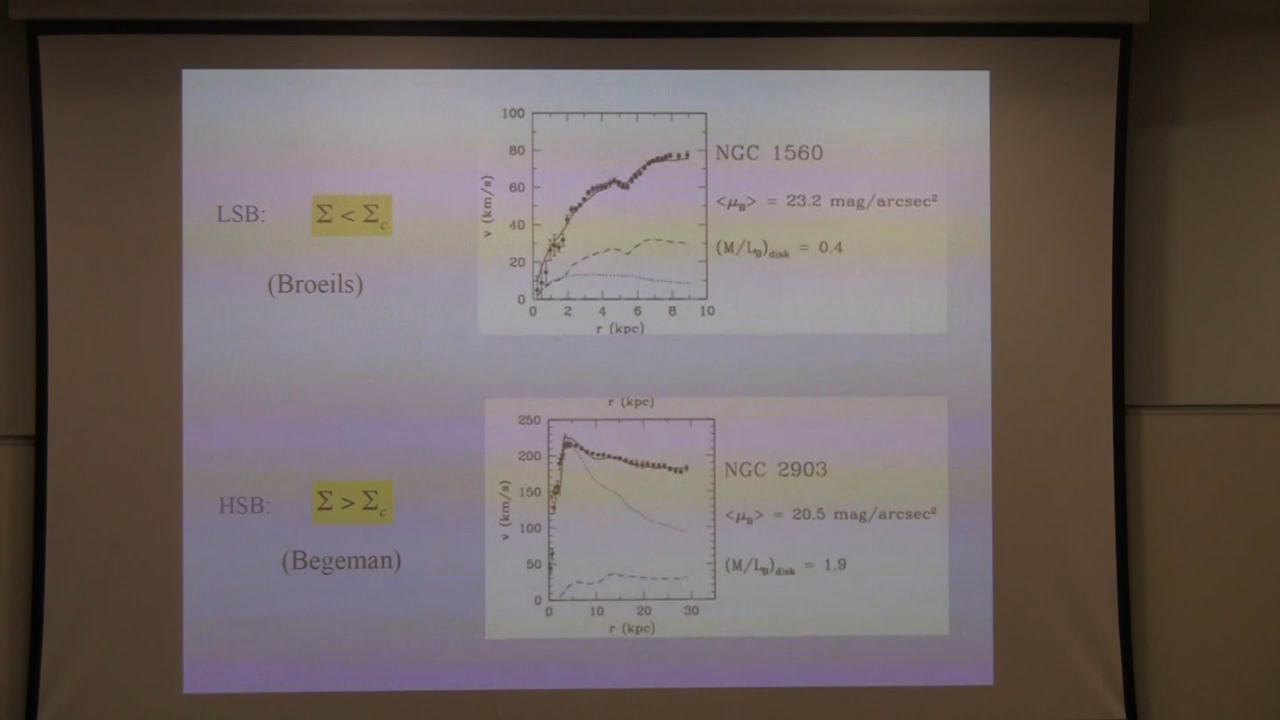 LSB:
Σ < Σc
(Broeils)
100
80
60
40
20
0
v (km/s)
0 2 4 6 8 10
r (kpc)
NGC 1560
<μB> = 23.2 mag/arcsec²
(M/LB)disk = 0.4
HSB:
Σ > Σc
(Begeman)
r (kpc)
250
200
150
100
50
0
v (km/s)
0 10 20 30
r (kpc)
NGC 2903
<μB> = 20.5 mag/arcsec²
(M/LB)disk = 1.9